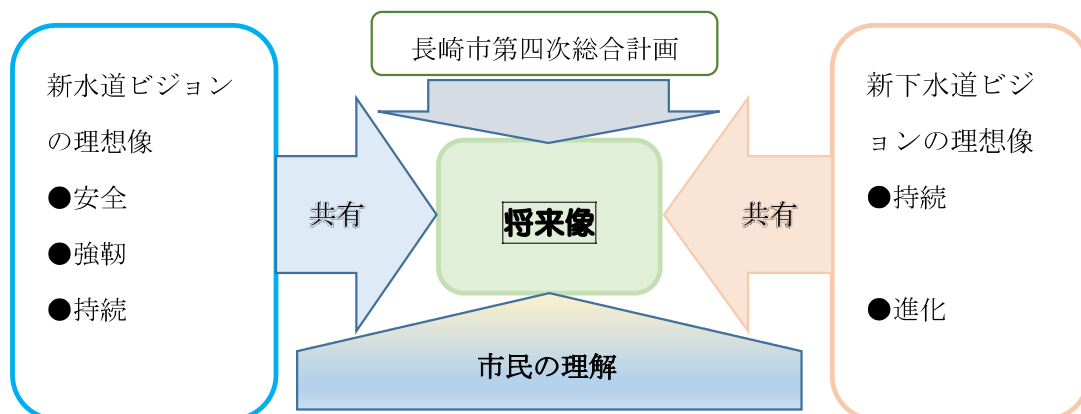 長崎市第四次総合計画
新水道ビジョン
の理想像
●安全
●強靭
●持続
共有
将来像
共有
新下水道ビジ
ョンの理想像
●持続
●進化
市民の理解